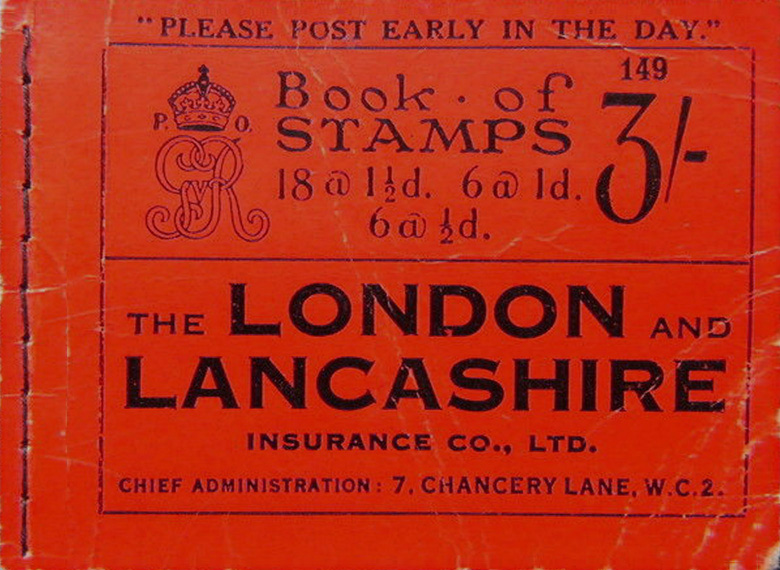 "PLEASE POST EARLY IN THE DAY."
149
P. O.
GvR
Book · of
STAMPS
3/-
18 @ 1½d. 6 @ 1d.
6 @ ½d.
THE LONDON AND
LANCASHIRE
INSURANCE CO., LTD.
CHIEF ADMINISTRATION: 7, CHANCERY LANE, W.C.2.